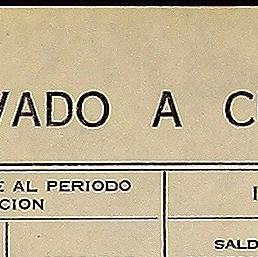 VADO A C
E AL PERIODO
CION
SALD